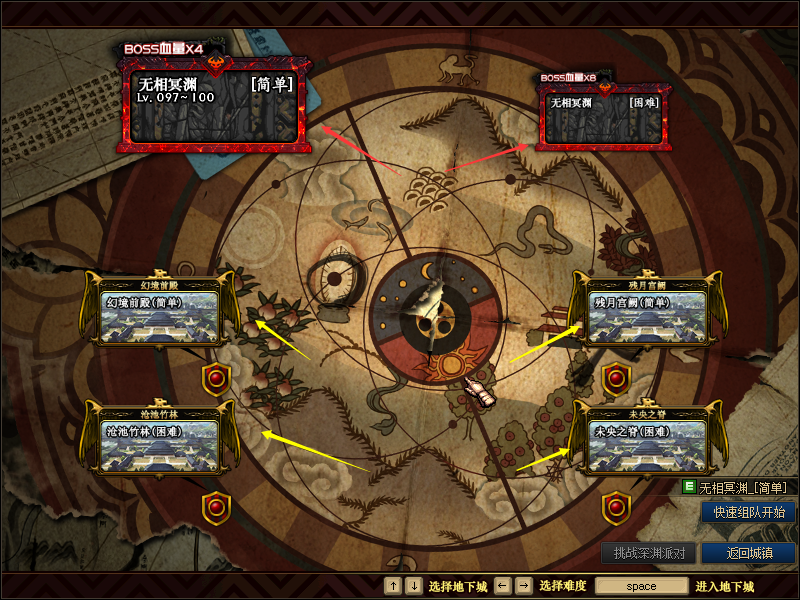 BOSS血量X4
无相冥渊 [简单]
Lv. 097~100
BOSS血量X8
无相冥渊 [困难]
幻境前殿
幻境前殿(简单)
残月宫阙
残月宫阙(简单)
沧池竹林
沧池竹林(困难)
未央之脊
未央之脊(困难)
E 无相冥渊_[简单]
快速组队开始
挑战深渊派对
返回城镇
↑ ↓ 选择地下城 ← → 选择难度 space 进入地下城